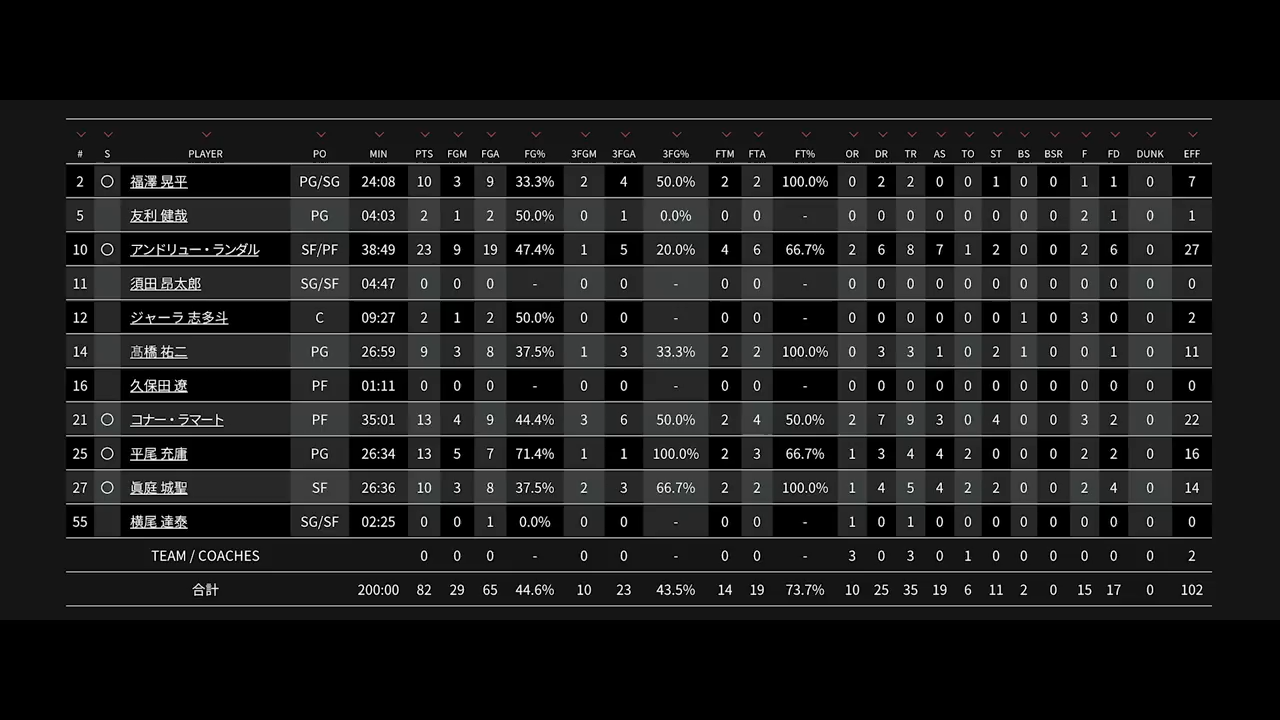 # S PLAYER PO MIN PTS FGM FGA FG% 3FGM 3FGA 3FG% FTM FTA FT% OR DR TR AS TO ST BS BSR F FD DUNK EFF
2 ○ 福澤 晃平 PG/SG 24:08 10 3 9 33.3% 2 4 50.0% 2 2 100.0% 0 2 2 0 0 1 0 0 1 1 0 7
5 友利 健哉 PG 04:03 2 1 2 50.0% 0 1 0.0% 0 0 - 0 0 0 0 0 0 0 0 2 1 0 1
10 ○ アンドリュー・ランダル SF/PF 38:49 23 9 19 47.4% 1 5 20.0% 4 6 66.7% 2 6 8 7 1 2 0 0 2 6 0 27
11 須田 昂太郎 SG/SF 04:47 0 0 0 - 0 0 - 0 0 - 0 0 0 0 0 0 0 0 0 0 0 0
12 ジャーラ 志多斗 C 09:27 2 1 2 50.0% 0 0 - 0 0 - 0 0 0 0 0 0 1 0 3 0 0 2
14 髙橋 祐二 PG 26:59 9 3 8 37.5% 1 3 33.3% 2 2 100.0% 0 3 3 1 0 2 1 0 0 1 0 11
16 久保田 遼 PF 01:11 0 0 0 - 0 0 - 0 0 - 0 0 0 0 0 0 0 0 0 0 0 0
21 ○ コナー・ラマート PF 35:01 13 4 9 44.4% 3 6 50.0% 2 4 50.0% 2 7 9 3 0 4 0 0 3 2 0 22
25 ○ 平尾 充庸 PG 26:34 13 5 7 71.4% 1 1 100.0% 2 3 66.7% 1 3 4 4 2 0 0 0 2 2 0 16
27 ○ 眞庭 城聖 SF 26:36 10 3 8 37.5% 2 3 66.7% 2 2 100.0% 1 4 5 4 2 2 0 0 2 4 0 14
55 横尾 達泰 SG/SF 02:25 0 0 1 0.0% 0 0 - 0 0 - 1 0 1 0 0 0 0 0 0 0 0 0
TEAM / COACHES 0 0 0 - 0 0 - 0 0 - 3 0 3 0 1 0 0 0 0 0 0 2
合計 200:00 82 29 65 44.6% 10 23 43.5% 14 19 73.7% 10 25 35 19 6 11 2 0 15 17 0 102